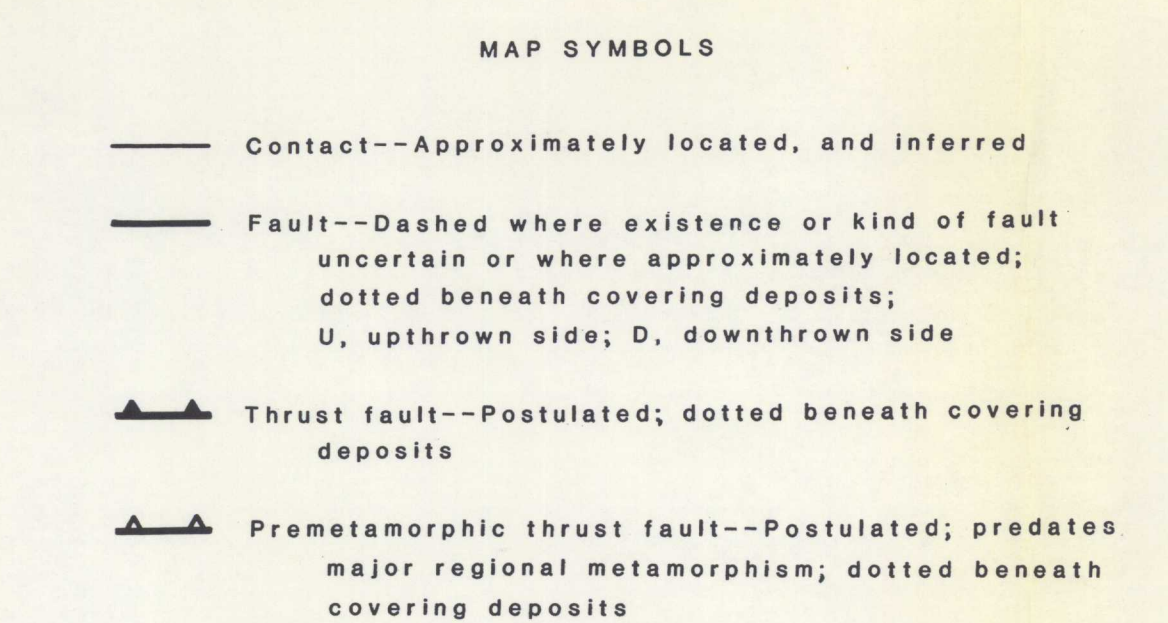 MAP SYMBOLS
Contact--Approximately located, and inferred
Fault--Dashed where existence or kind of fault
uncertain or where approximately located;
dotted beneath covering deposits;
U, upthrown side; D, downthrown side
Thrust fault--Postulated; dotted beneath covering
deposits
Premetamorphic thrust fault--Postulated; predates
major regional metamorphism; dotted beneath
covering deposits